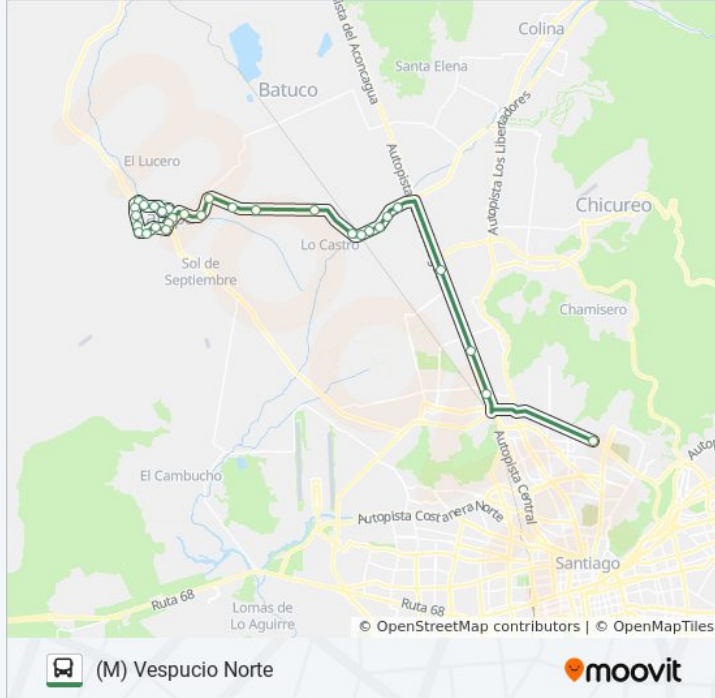 Autopista del Aconcagua
Colina
Santa Elena
Batuco
Autopista Los Libertadores
El Lucero
Autopista
Chicureo
Lo Castro
Sol de
Septiembre
Chamisero
El Cambucho
Autopista Central
Autopista Costanera Norte
Santiago
Ruta 68
Lomas de
Lo Aguirre
Ruta 68
© OpenStreetMap contributors | © OpenMapTiles
(M) Vespucio Norte
moovit